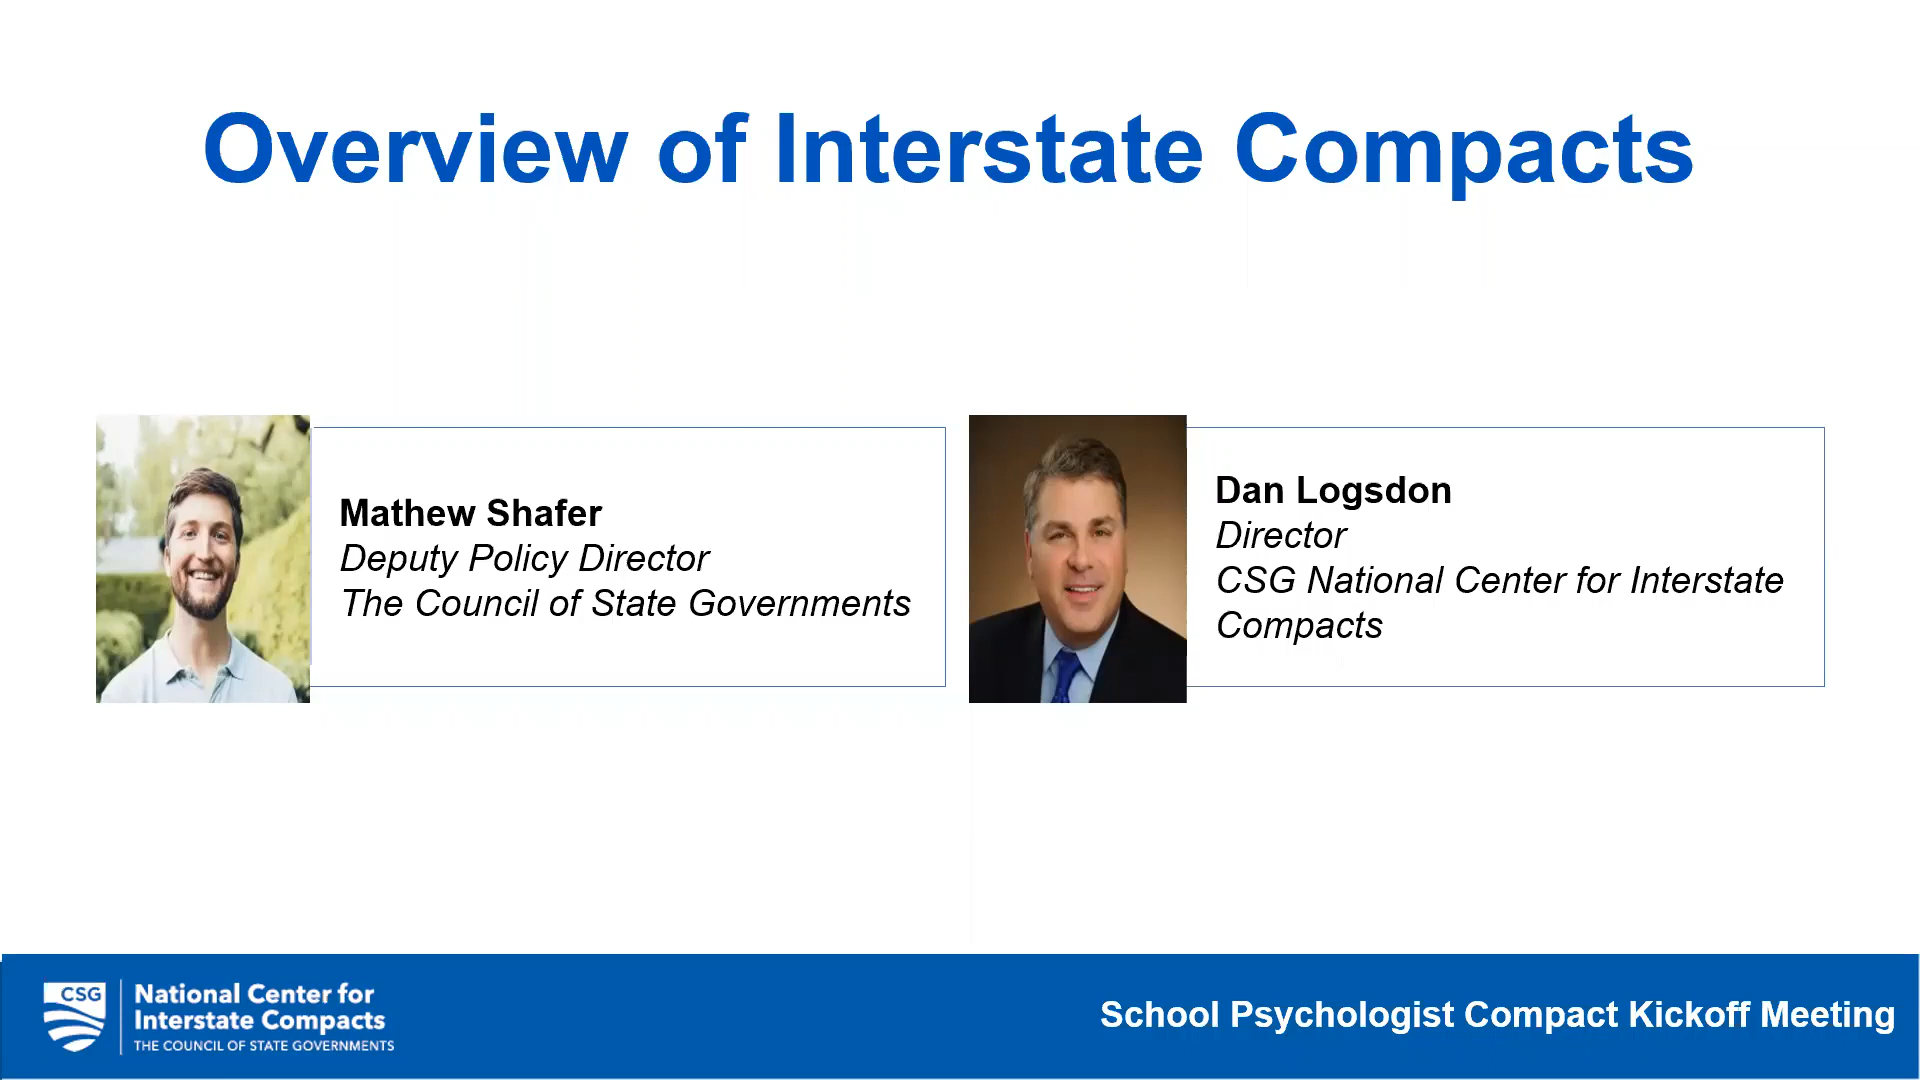 Overview of Interstate Compacts
Mathew Shafer
Deputy Policy Director
The Council of State Governments
Dan Logsdon
Director
CSG National Center for Interstate
Compacts
CSG
National Center for
Interstate Compacts
THE COUNCIL OF STATE GOVERNMENTS
School Psychologist Compact Kickoff Meeting